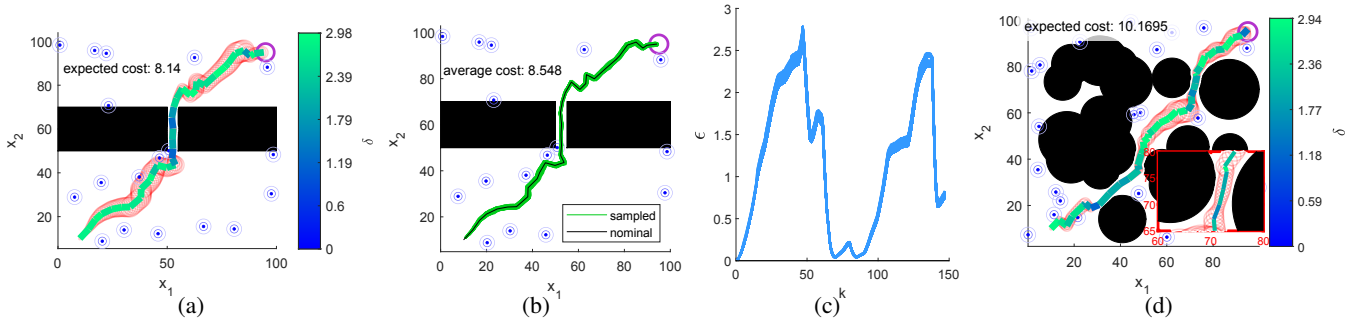 expected cost: 8.14
100
80
60
40
20
x₂
0
50
100
x₁
2.98
2.39
1.79
1.19
0.6
0
δ
(a)
average cost: 8.548
100
80
60
40
20
x₂
0
50
100
x₁
sampled
nominal
(b)
3
2.5
2
1.5
1
0.5
0
ϵ
0
50
100
150
k
(c)
expected cost: 10.1695
100
80
60
40
20
x₂
20
40
60
80
x₁
80
75
70
65
60
70
80
2.94
2.36
1.77
1.18
0.59
0
δ
(d)